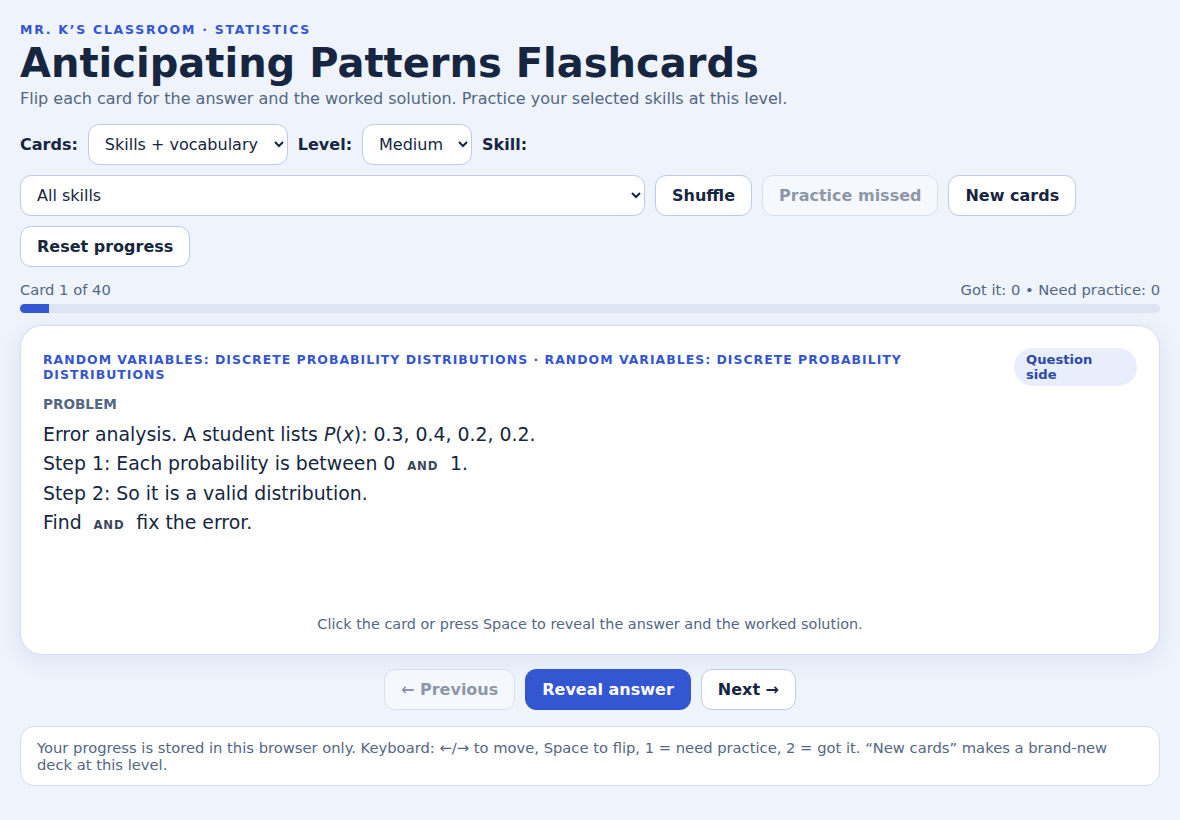 MR. K’S CLASSROOM · STATISTICS
Anticipating Patterns Flashcards
Flip each card for the answer and the worked solution. Practice your selected skills at this level.
Cards: Skills + vocabulary Level: Medium Skill:
All skills Shuffle Practice missed New cards
Reset progress
Card 1 of 40 Got it: 0 • Need practice: 0
RANDOM VARIABLES: DISCRETE PROBABILITY DISTRIBUTIONS · RANDOM VARIABLES: DISCRETE PROBABILITY
DISTRIBUTIONS
Question
side
PROBLEM
Error analysis. A student lists P(x): 0.3, 0.4, 0.2, 0.2.
Step 1: Each probability is between 0 AND 1.
Step 2: So it is a valid distribution.
Find AND fix the error.
Click the card or press Space to reveal the answer and the worked solution.
← Previous Reveal answer Next →
Your progress is stored in this browser only. Keyboard: ←/→ to move, Space to flip, 1 = need practice, 2 = got it. “New cards” makes a brand-new
deck at this level.